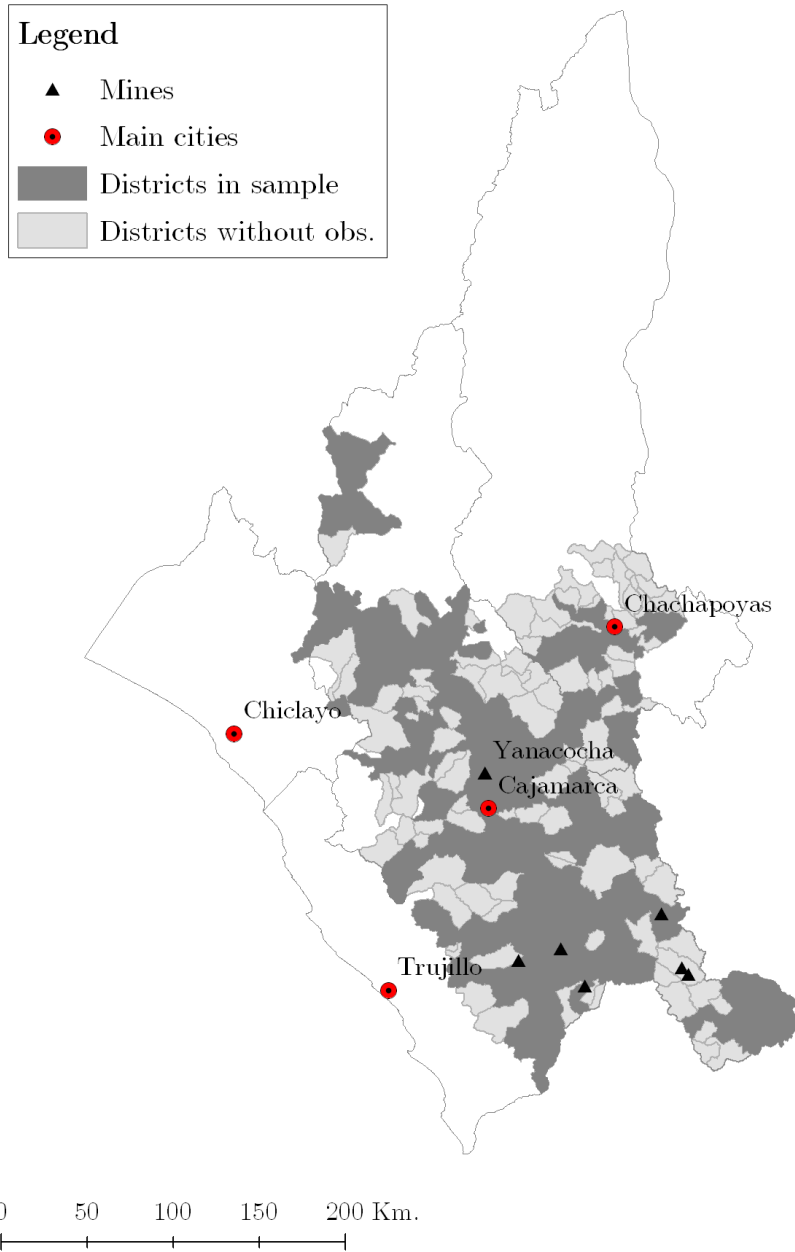 Legend
Mines
Main cities
Districts in sample
Districts without obs.
Chachapoyas
Chiclayo
Yanacocha
Cajamarca
Trujillo
0 50 100 150 200 Km.